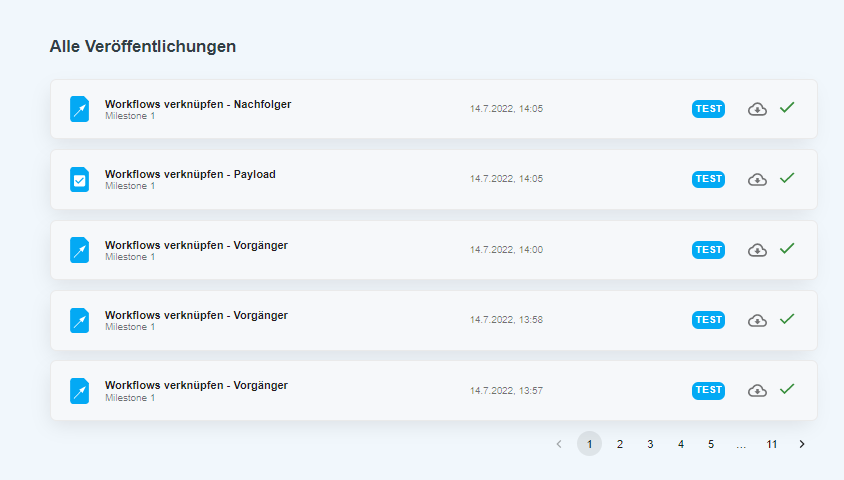 Alle Veröffentlichungen
Workflows verknüpfen - Nachfolger
Milestone 1
14.7.2022, 14:05
TEST
Workflows verknüpfen - Payload
Milestone 1
14.7.2022, 14:05
TEST
Workflows verknüpfen - Vorgänger
Milestone 1
14.7.2022, 14:00
TEST
Workflows verknüpfen - Vorgänger
Milestone 1
14.7.2022, 13:58
TEST
Workflows verknüpfen - Vorgänger
Milestone 1
14.7.2022, 13:57
TEST
1 2 3 4 5 ... 11